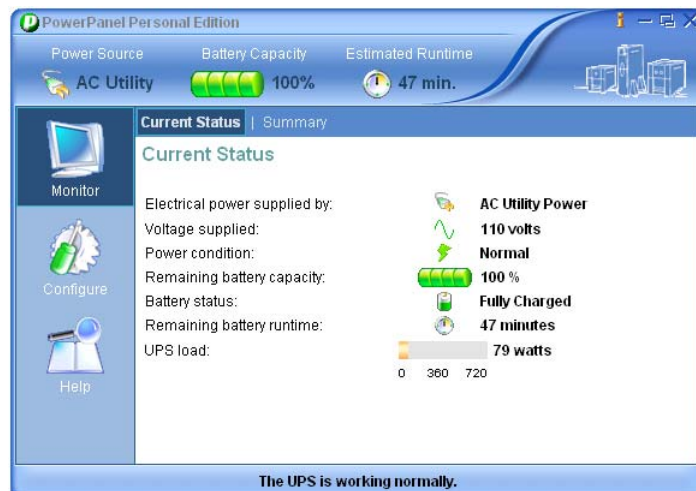 PowerPanel Personal Edition
Power Source Battery Capacity Estimated Runtime
AC Utility 100% 47 min.
Current Status | Summary
Current Status
Monitor
Electrical power supplied by: AC Utility Power
Voltage supplied: 110 volts
Power condition: Normal
Remaining battery capacity: 100 %
Configure
Battery status: Fully Charged
Remaining battery runtime: 47 minutes
UPS load: 79 watts
0 360 720
Help
The UPS is working normally.